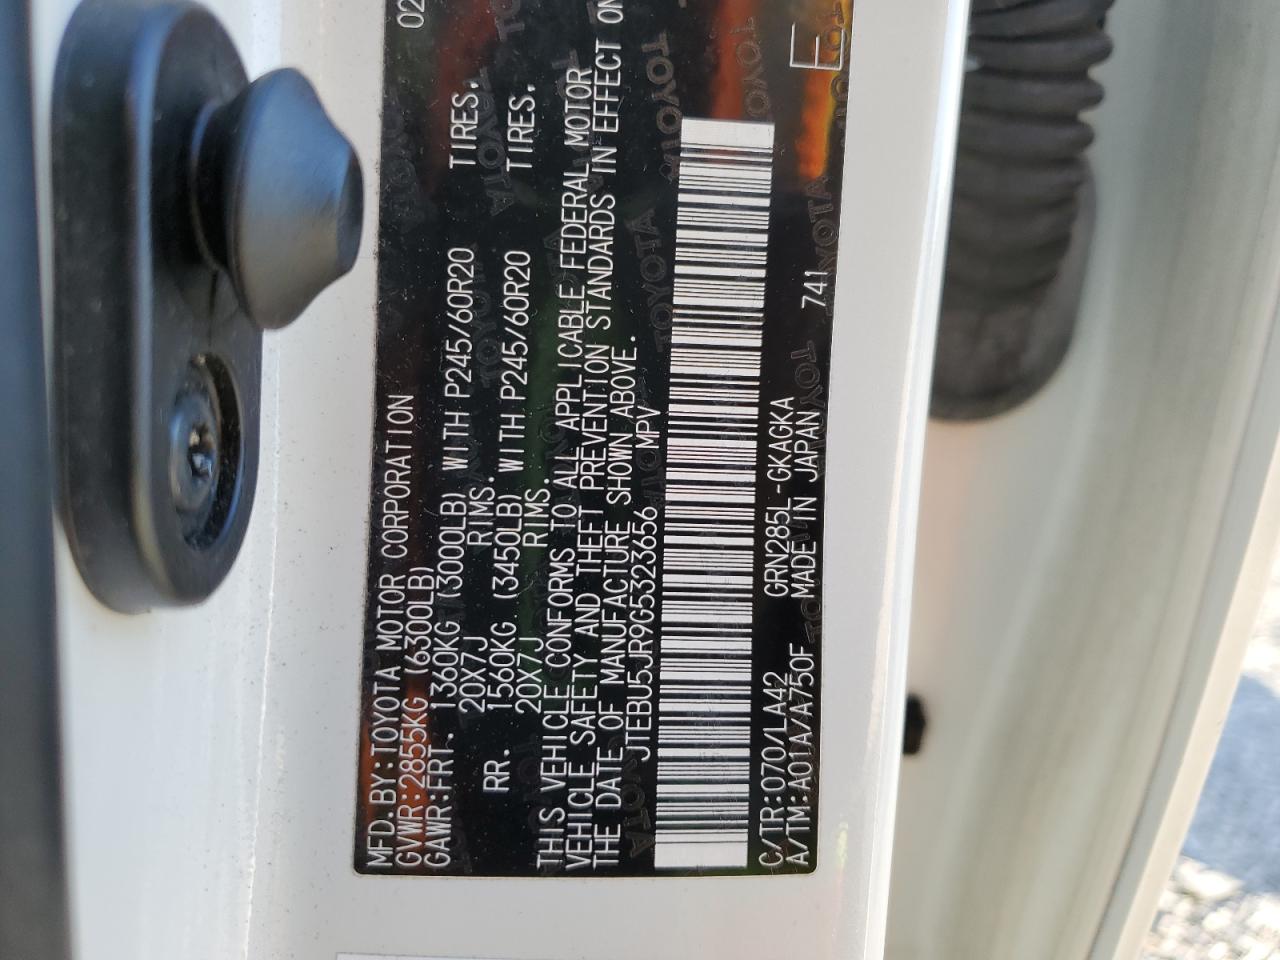 MFD.BY:TOYOTA MOTOR CORPORATION 02
GVWR:2855KG (6300LB)
GAWR:FRT. 1360KG (3000LB) WITH P245/60R20 TIRES,
20X7J RIMS.
RR. 1560KG (3450LB) WITH P245/60R20 TIRES,
20X7J RIMS.
THIS VEHICLE CONFORMS TO ALL APPLICABLE FEDERAL MOTOR
VEHICLE SAFETY AND THEFT PREVENTION STANDARDS IN EFFECT ON
THE DATE OF MANUFACTURE SHOWN ABOVE.
JTEBU5JR9G5323656 MPV
C/TR:070/LA42 GRN285L-GKAGKA 741
A/TM:A01A/A750F MADE IN JAPAN E